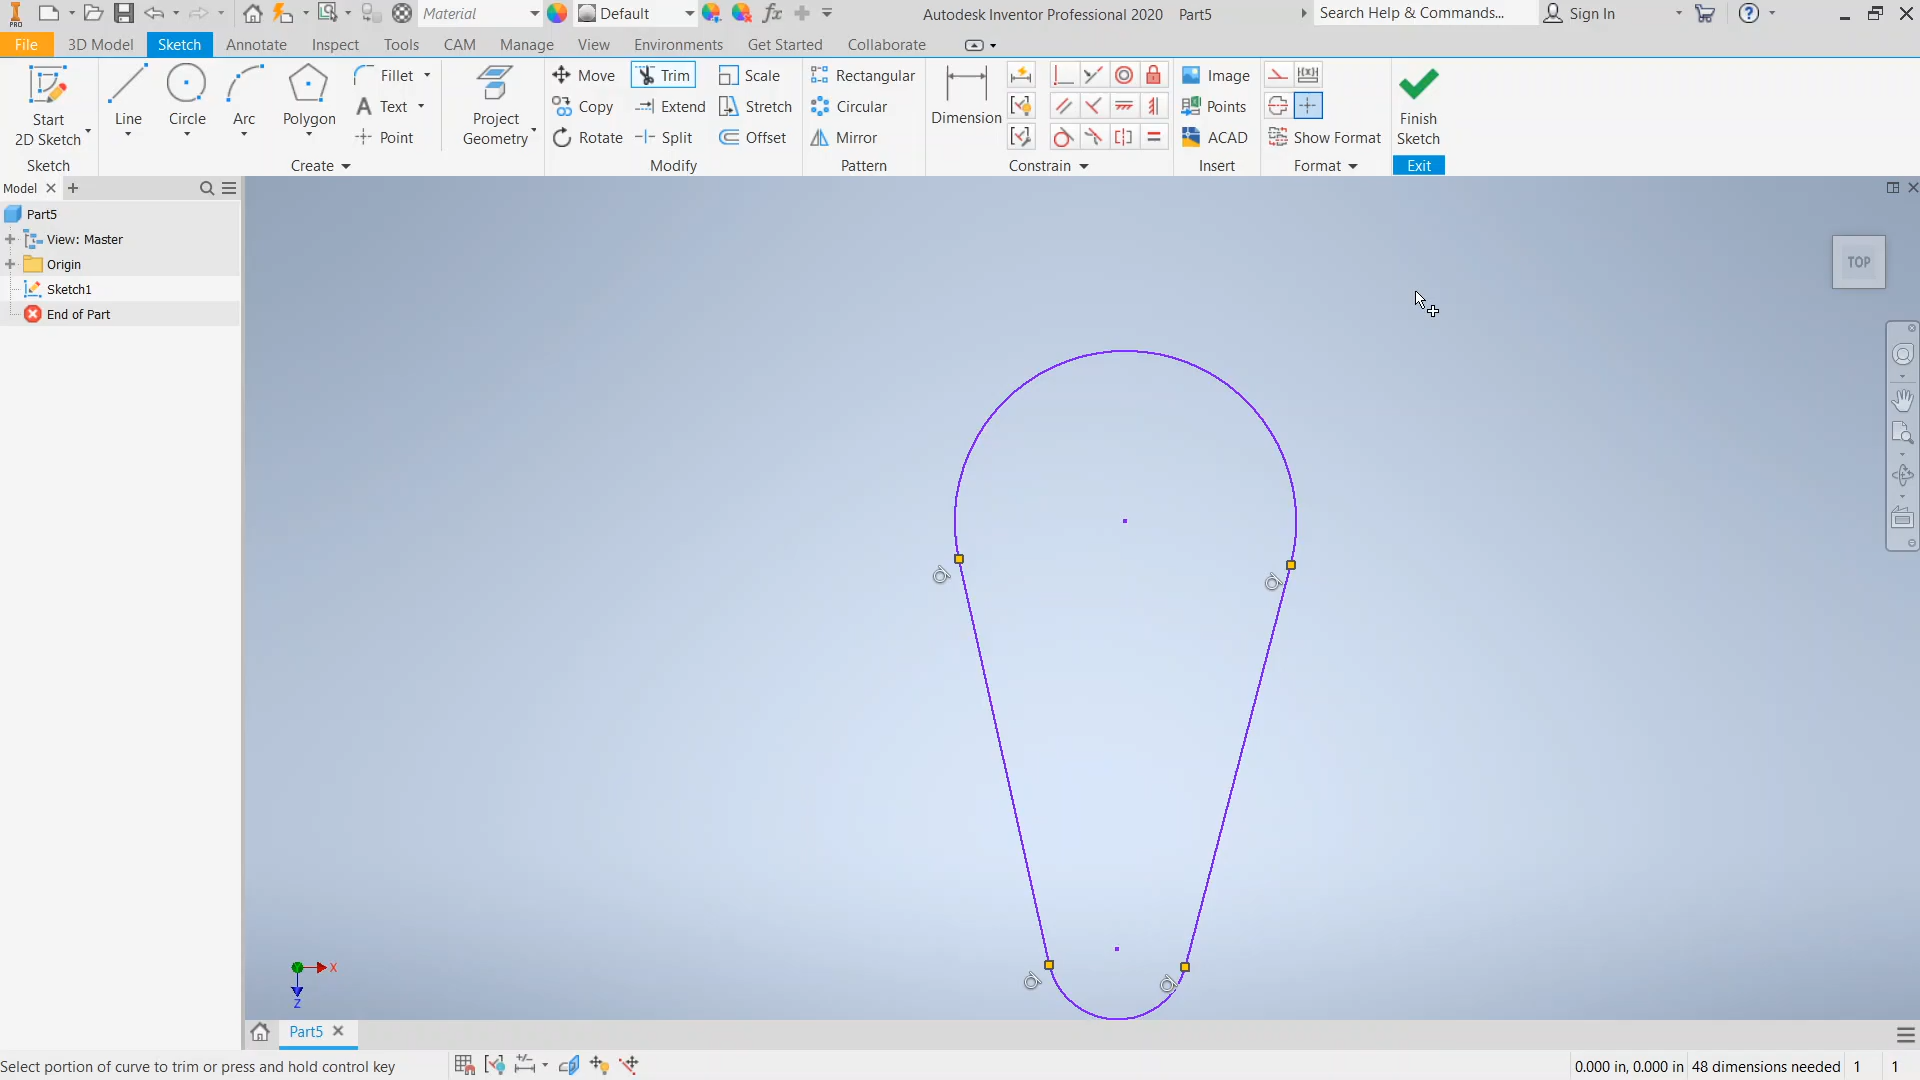 Material
Default
Autodesk Inventor Professional 2020 Part5
Search Help & Commands...
Sign In
PRO
File 3D Model Sketch Annotate Inspect Tools CAM Manage View Environments Get Started Collaborate
Start
2D Sketch
Sketch
Line
Circle
Arc
Polygon
Fillet
Text
Point
Create
Project
Geometry
Move
Copy
Rotate
Trim
Extend
Split
Scale
Stretch
Offset
Modify
Rectangular
Circular
Mirror
Pattern
Dimension
Constrain
Image
Points
ACAD
Insert
Show Format
Format
Finish
Sketch
Exit
Model
Part5
View: Master
Origin
Sketch1
End of Part
TOP
X
Z
Part5
Select portion of curve to trim or press and hold control key
0.000 in, 0.000 in 48 dimensions needed 1 1